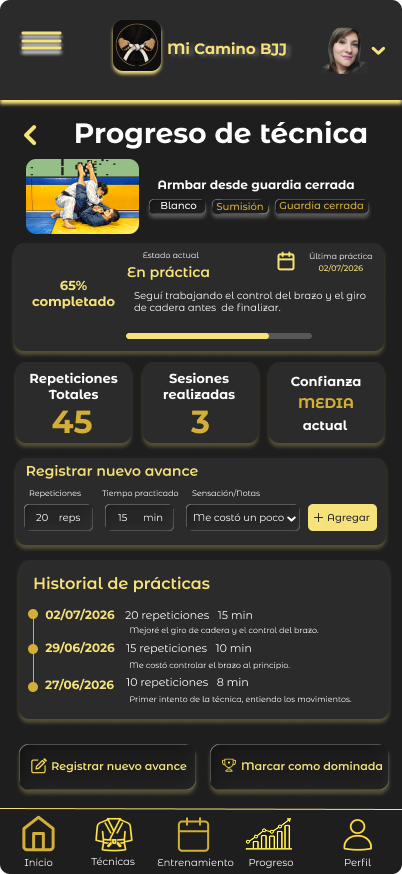 Mi Camino BJJ
Progreso de técnica
Armbar desde guardia cerrada
Blanco
Sumisión
Guardia cerrada
65%
completado
Estado actual
En práctica
Última práctica
02/07/2026
Seguí trabajando el control del brazo y el giro
de cadera antes de finalizar.
Repeticiones
Totales
45
Sesiones
realizadas
3
Confianza
MEDIA
actual
Registrar nuevo avance
Repeticiones
Tiempo practicado
Sensación/Notas
20 reps
15 min
Me costó un poco
+ Agregar
Historial de prácticas
02/07/2026 20 repeticiones 15 min
Mejoré el giro de cadera y el control del brazo.
29/06/2026 15 repeticiones 10 min
Me costó controlar el brazo al principio.
27/06/2026 10 repeticiones 8 min
Primer intento de la técnica, entiendo los movimientos.
Registrar nuevo avance
Marcar como dominada
Inicio
Técnicas
Entrenamiento
Progreso
Perfil